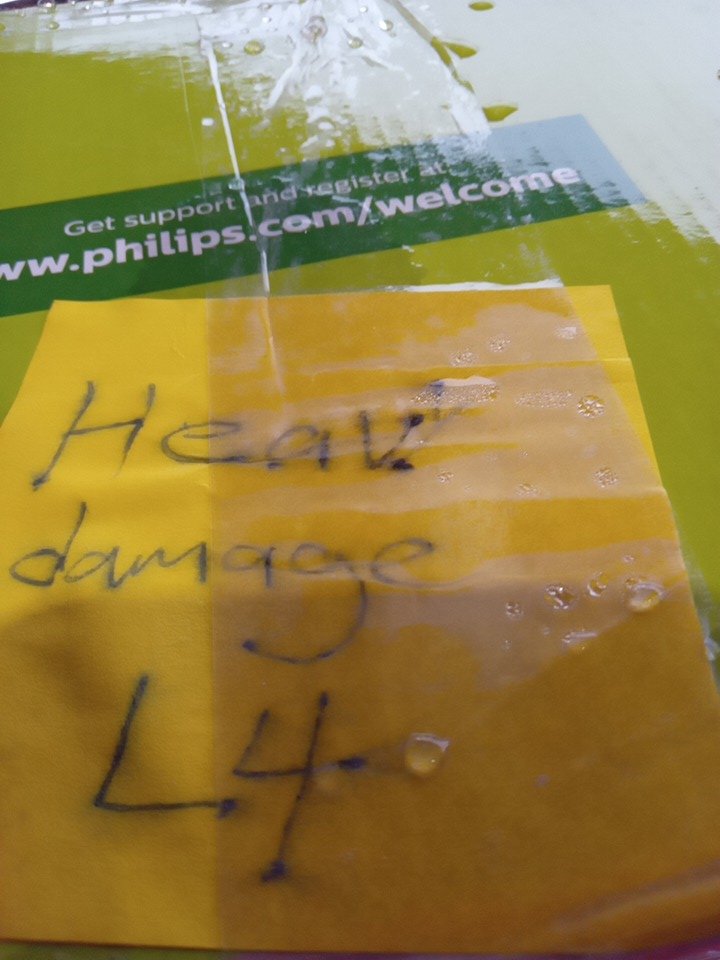 Get support and register at
ww.philips.com/welcome
Heav
damage
L4